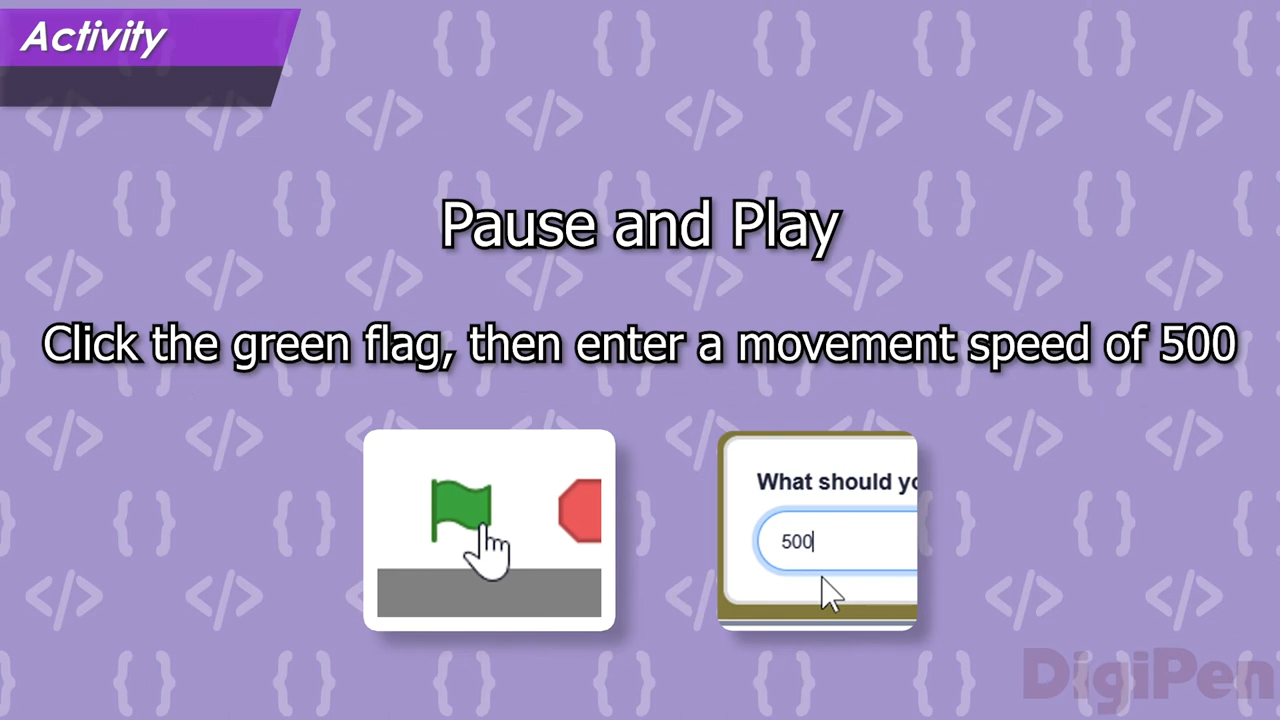 Activity
Pause and Play
Click the green flag, then enter a movement speed of 500
What should yo
500
DigiPen